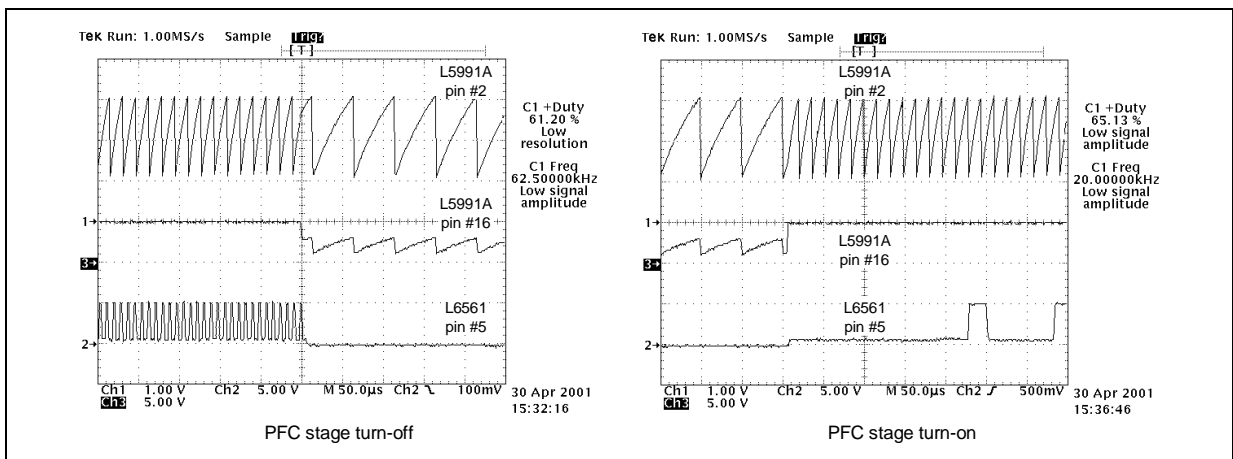 Tek Run: 1.00MS/s Sample Trig?
[ T ]
L5991A
pin #2
C1 +Duty
61.20 %
Low
resolution
C1 Freq
62.50000kHz
Low signal
amplitude
L5991A
pin #16
1→
3→
L6561
pin #5
2→
Ch1 1.00 V Ch2 5.00 V M 50.0µs Ch2 ∖ 100mV
Ch3 5.00 V
30 Apr 2001
15:32:16
PFC stage turn-off
Tek Run: 1.00MS/s Sample Trig?
[ T ]
L5991A
pin #2
C1 +Duty
65.13 %
Low signal
amplitude
C1 Freq
20.00000kHz
Low signal
amplitude
1→
L5991A
pin #16
3→
L6561
pin #5
2→
Ch1 1.00 V Ch2 5.00 V M 50.0µs Ch2 ∫ 500mV
Ch3 5.00 V
30 Apr 2001
15:36:46
PFC stage turn-on